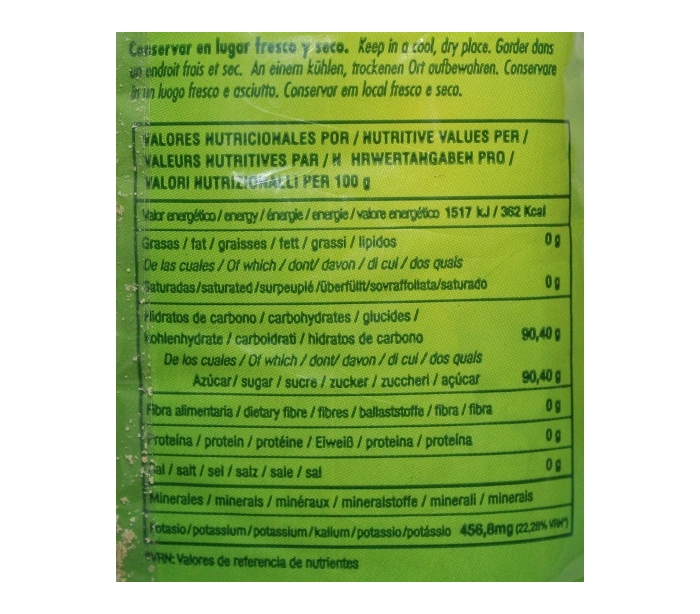 Conservar en lugar fresco y seco. Keep in a cool, dry place. Garder dans
un endroit frais et sec. An einem kühlen, trockenen Ort aufbewahren. Conservare
in un luogo fresco e asciutto. Conservar em local fresco e seco.
VALORES NUTRICIONALES POR / NUTRITIVE VALUES PER /
VALEURS NUTRITIVES PAR / N HRWERTANGABEN PRO /
VALORI NUTRIZIONALLI PER 100 g
Valor energético / energy / énergie / energie / valore energético 1517 kJ / 362 Kcal
Grasas / fat / graisses / fett / grassi / lipidos 0 g
De las cuales / Of which / dont/ davon / di cui / dos quais
Saturadas/saturated/surpeuplé/überfüllt/sovraffollata/saturado 0 g
Hidratos de carbono / carbohydrates / glucides /
kohlenhydrate / carboidrati / hidratos de carbono 90,40 g
De los cuales / Of which / dont/ davon / di cui / dos quais
Azúcar/ sugar / sucre / zucker / zuccheri / açúcar 90,40 g
Fibra alimentaria / dietary fibre / fibres / ballaststoffe / fibra / fibra 0 g
Proteína / protein / protéine / Eiweiß / proteina / proteína 0 g
Sal / salt / sel / salz / sale / sal 0 g
Minerales / minerals / minéraux / mineralstoffe / minerali / minerais
Potasio/potassium/potassium/kalium/potassio/potássio 456,8mg (22,28% VRN*)
*VRN: Valores de referencia de nutrientes